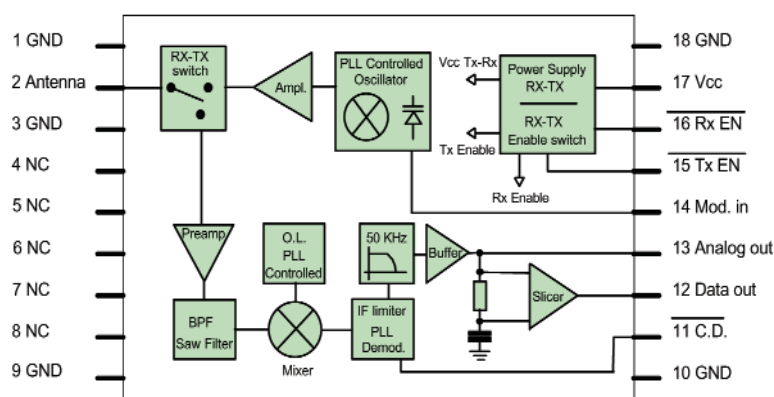 1 GND
2 Antenna
3 GND
4 NC
5 NC
6 NC
7 NC
8 NC
9 GND
RX-TX
switch
Ampl.
PLL Controlled
Oscillator
Vcc Tx-Rx
Tx Enable
Power Supply
RX-TX
RX-TX
Enable switch
Rx Enable
Preamp
BPF
Saw Filter
O.L.
PLL
Controlled
Mixer
50 KHz
IF limiter
PLL
Demod.
Buffer
Slicer
18 GND
17 Vcc
16 Rx EN
15 Tx EN
14 Mod. in
13 Analog out
12 Data out
11 C.D.
10 GND